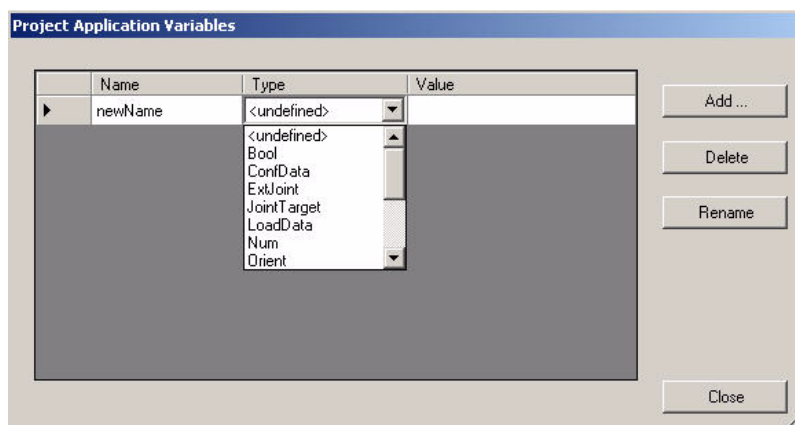 Project Application Variables
Name Type Value
newName <undefined>
<undefined>
Bool
ConfData
ExtJoint
JointTarget
LoadData
Num
Orient
Add ...
Delete
Rename
Close